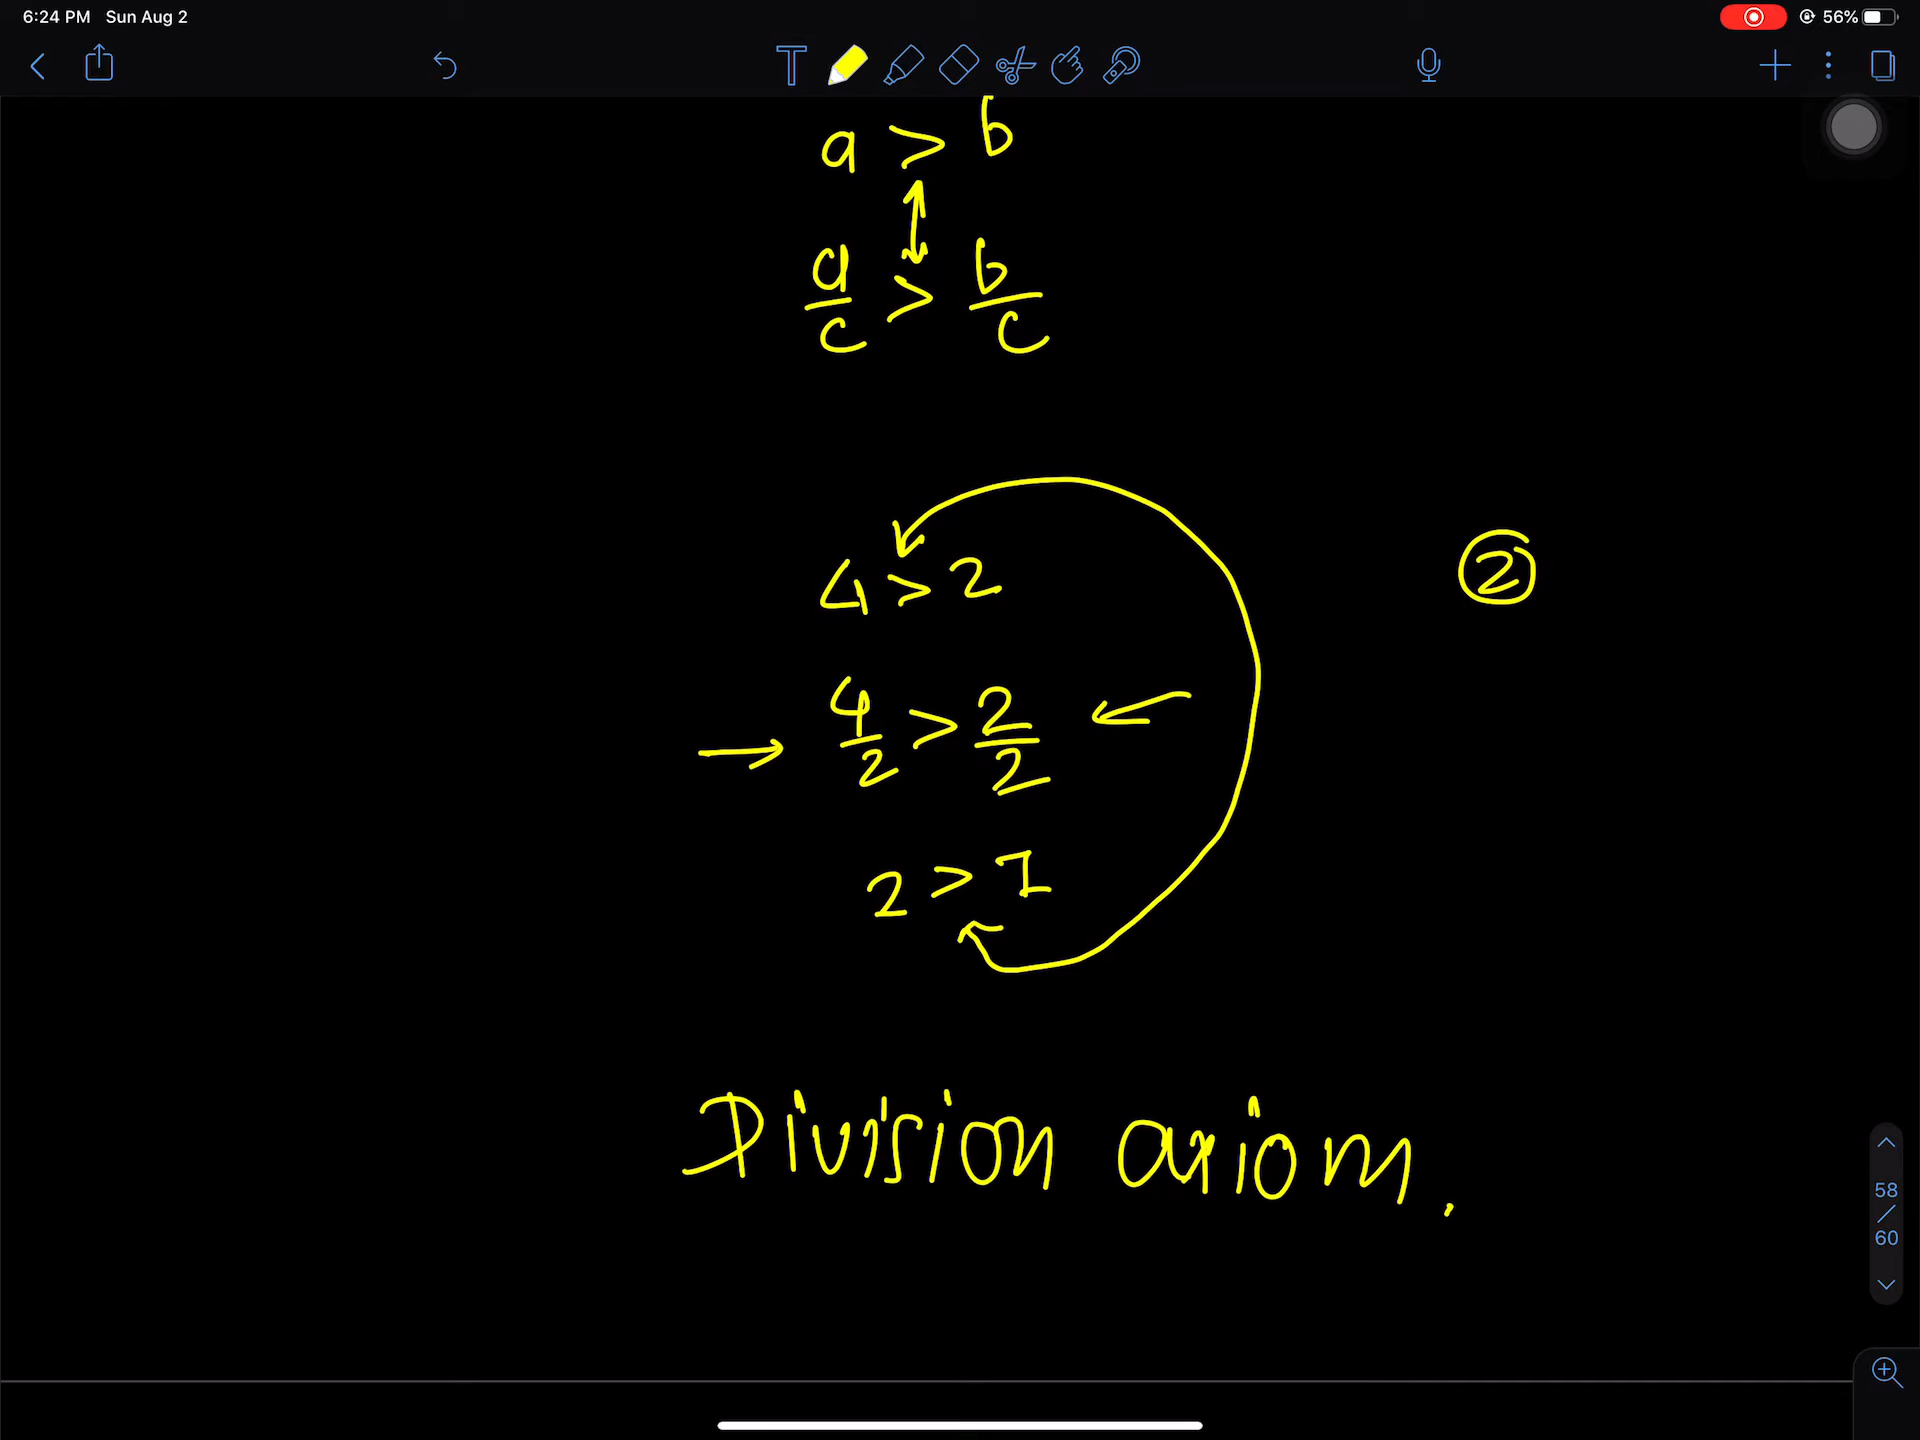 6:24 PM Sun Aug 2
56%
T
a > b
a/c > b/c
4 > 2
②
4/2 > 2/2
2 > 1
Division axiom.
58
/
60